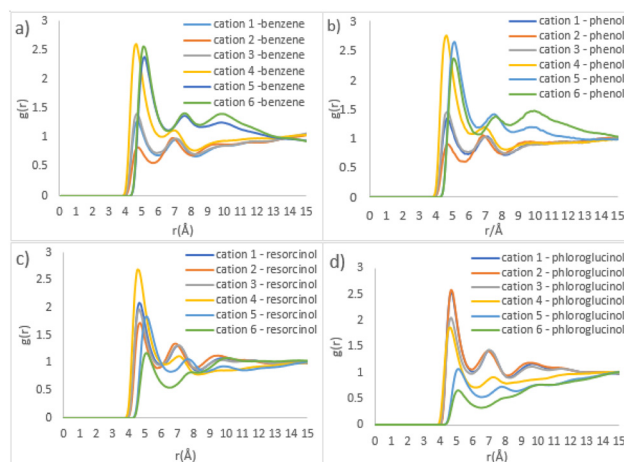 a)
cation 1 -benzene
cation 2 -benzene
cation 3 -benzene
cation 4 -benzene
cation 5 -benzene
cation 6 -benzene
g(r)
3
2.5
2
1.5
1
0.5
0
0 1 2 3 4 5 6 7 8 9 10 11 12 13 14 15
r(Å)
b)
cation 1 - phenol
cation 2 - phenol
cation 3 - phenol
cation 4 - phenol
cation 5 - phenol
cation 6 - phenol
g(r)
3
2.5
2
1.5
1
0.5
0
0 1 2 3 4 5 6 7 8 9 10 11 12 13 14 15
r/Å
c)
cation 1 - resorcinol
cation 2 - resorcinol
cation 3 - resorcinol
cation 4 - resorcinol
cation 5 - resorcinol
cation 6 - resorcinol
g(r)
3
2.5
2
1.5
1
0.5
0
0 1 2 3 4 5 6 7 8 9 10 11 12 13 14 15
r(Å)
d)
cation 1 - phloroglucinol
cation 2 - phloroglucinol
cation 3 - phloroglucinol
cation 4 - phloroglucinol
cation 5 - phloroglucinol
cation 6 - phloroglucinol
g(r)
3
2.5
2
1.5
1
0.5
0
0 1 2 3 4 5 6 7 8 9 10 11 12 13 14 15
r(Å)